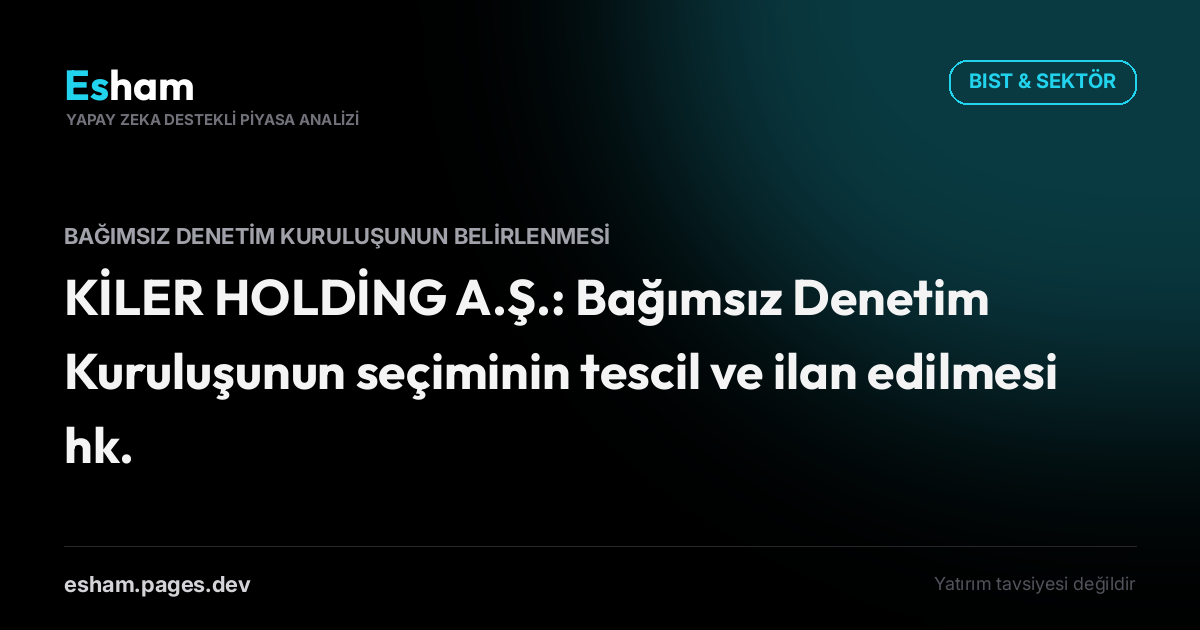 Esham
BIST & SEKTÖR
YAPAY ZEKA DESTEKLİ PİYASA ANALİZİ
BAĞIMSIZ DENETİM KURULUŞUNUN BELİRLENMESİ
KİLER HOLDİNG A.Ş.: Bağımsız Denetim
Kuruluşunun seçiminin tescil ve ilan edilmesi
hk.
esham.pages.dev
Yatırım tavsiyesi değildir